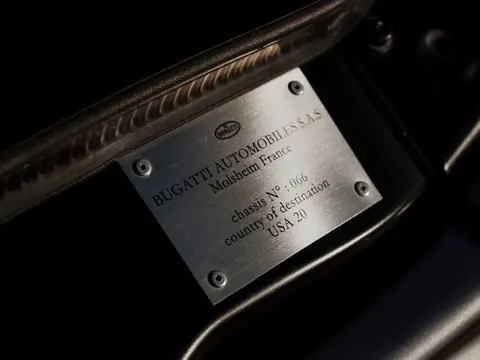 BUGATTI
BUGATTI AUTOMOBILES S.A.S
Molsheim France
chassis N° : 066
country of destination
USA 20